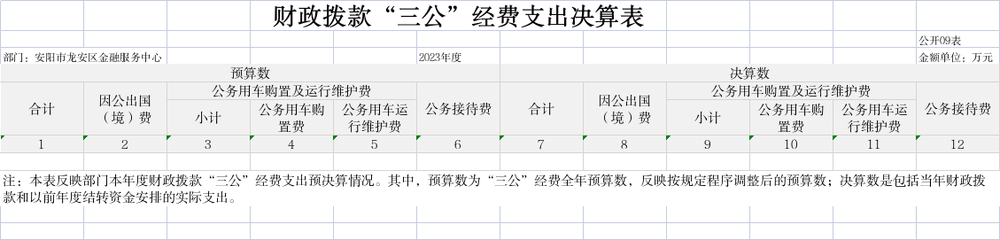 财政拨款“三公”经费支出决算表
公开09表
部门：安阳市龙安区金融服务中心 2023年度 金额单位：万元
预算数 决算数
合计 因公出国（境）费 公务用车购置及运行维护费 公务接待费 合计 因公出国（境）费 公务用车购置及运行维护费 公务接待费
小计 公务用车购置费 公务用车运行维护费 小计 公务用车购置费 公务用车运行维护费
1 2 3 4 5 6 7 8 9 10 11 12
注：本表反映部门本年度财政拨款“三公”经费支出预决算情况。其中，预算数为“三公”经费全年预算数，反映按规定程序调整后的预算数；决算数是包括当年财政拨
款和以前年度结转资金安排的实际支出。